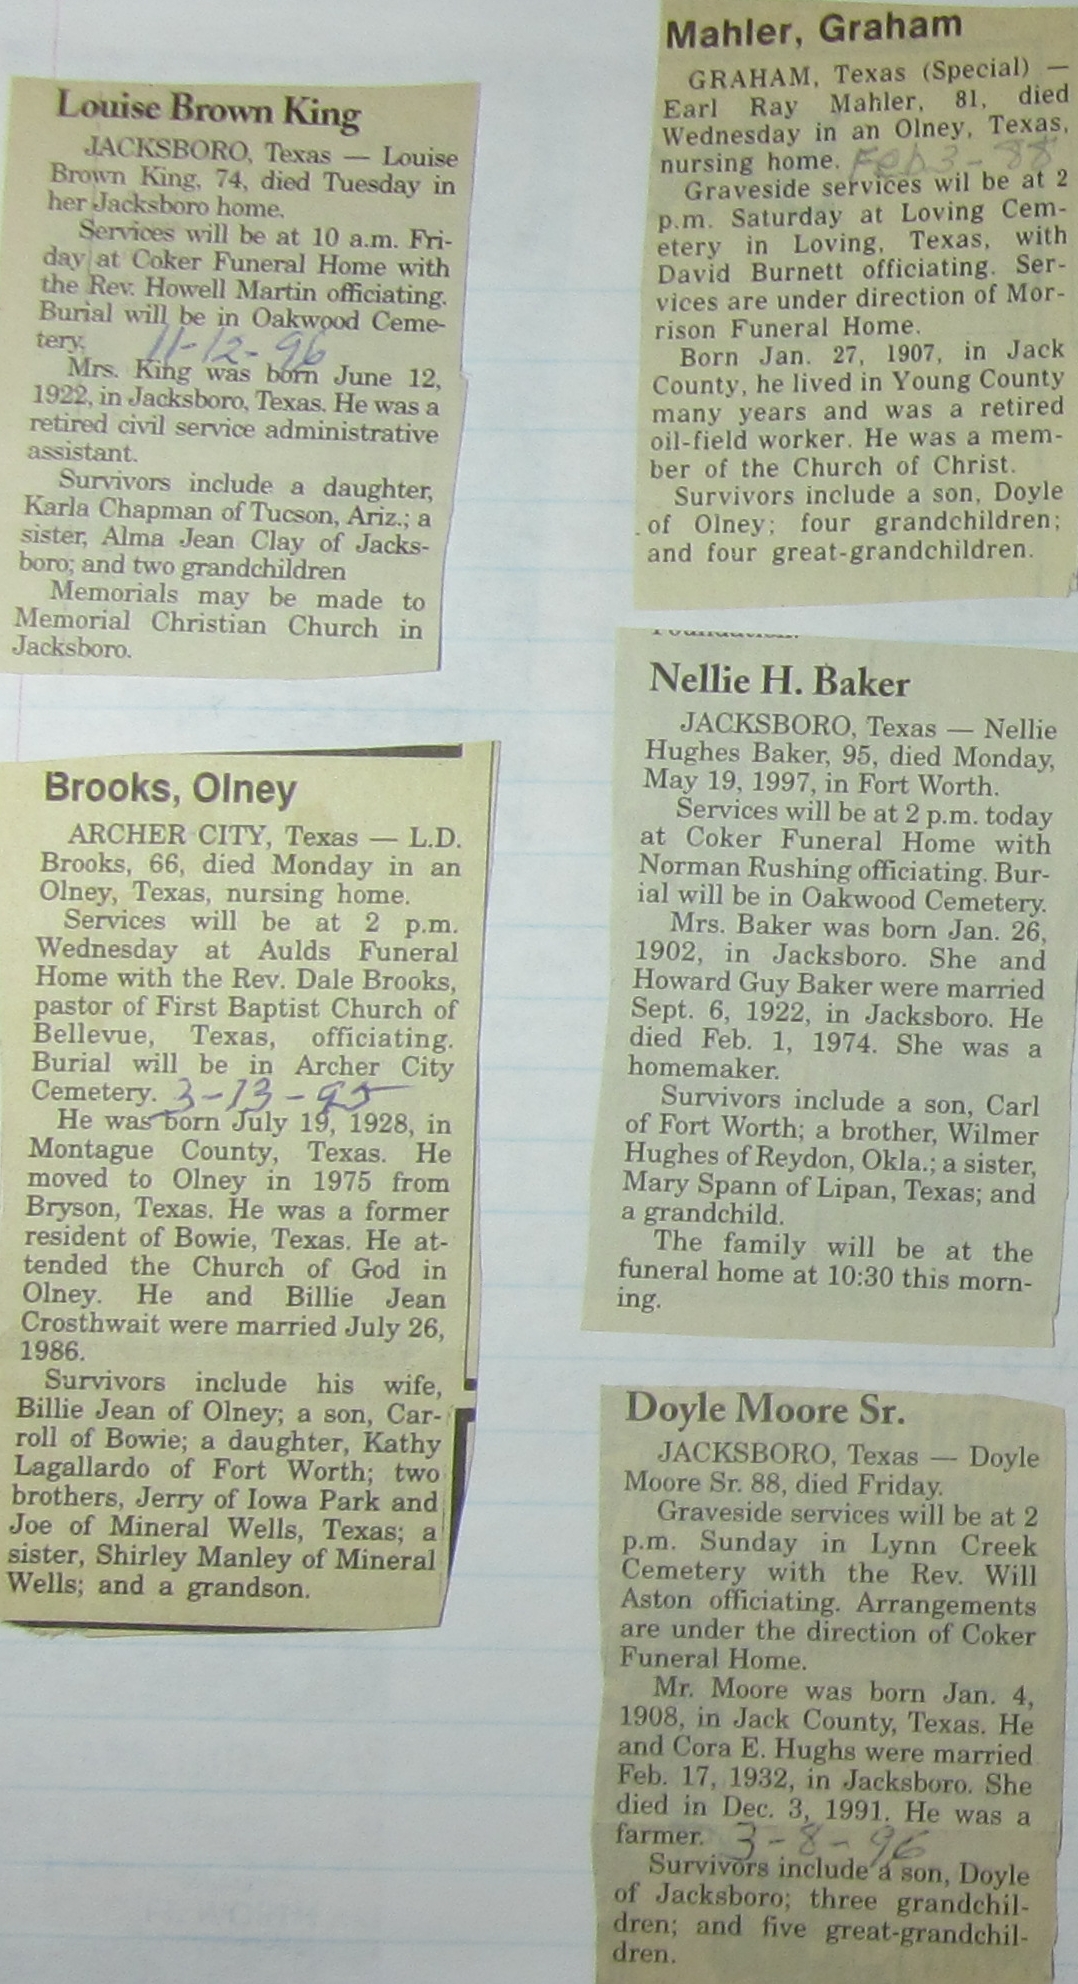 Louise Brown King
JACKSBORO, Texas — Louise
Brown King, 74, died Tuesday in
her Jacksboro home.
Services will be at 10 a.m. Fri-
day at Coker Funeral Home with
the Rev. Howell Martin officiating.
Burial will be in Oakwood Ceme-
tery. 11-12-96
Mrs. King was born June 12,
1922, in Jacksboro, Texas. He was a
retired civil service administrative
assistant.
Survivors include a daughter,
Karla Chapman of Tucson, Ariz.; a
sister, Alma Jean Clay of Jacks-
boro; and two grandchildren
Memorials may be made to
Memorial Christian Church in
Jacksboro.
Brooks, Olney
ARCHER CITY, Texas — L.D.
Brooks, 66, died Monday in an
Olney, Texas, nursing home.
Services will be at 2 p.m.
Wednesday at Aulds Funeral
Home with the Rev. Dale Brooks,
pastor of First Baptist Church of
Bellevue, Texas, officiating.
Burial will be in Archer City
Cemetery. 3-13-95
He was born July 19, 1928, in
Montague County, Texas. He
moved to Olney in 1975 from
Bryson, Texas. He was a former
resident of Bowie, Texas. He at-
tended the Church of God in
Olney. He and Billie Jean
Crosthwait were married July 26,
1986.
Survivors include his wife,
Billie Jean of Olney; a son, Car-
roll of Bowie; a daughter, Kathy
Lagallardo of Fort Worth; two
brothers, Jerry of Iowa Park and
Joe of Mineral Wells, Texas; a
sister, Shirley Manley of Mineral
Wells; and a grandson.
Mahler, Graham
GRAHAM, Texas (Special) —
Earl Ray Mahler, 81, died
Wednesday in an Olney, Texas,
nursing home. Feb 3-88
Graveside services wil be at 2
p.m. Saturday at Loving Cem-
etery in Loving, Texas, with
David Burnett officiating. Ser-
vices are under direction of Mor-
rison Funeral Home.
Born Jan. 27, 1907, in Jack
County, he lived in Young County
many years and was a retired
oil-field worker. He was a mem-
ber of the Church of Christ.
Survivors include a son, Doyle
of Olney; four grandchildren;
and four great-grandchildren.
Foundation.
Nellie H. Baker
JACKSBORO, Texas — Nellie
Hughes Baker, 95, died Monday,
May 19, 1997, in Fort Worth.
Services will be at 2 p.m. today
at Coker Funeral Home with
Norman Rushing officiating. Bur-
ial will be in Oakwood Cemetery.
Mrs. Baker was born Jan. 26,
1902, in Jacksboro. She and
Howard Guy Baker were married
Sept. 6, 1922, in Jacksboro. He
died Feb. 1, 1974. She was a
homemaker.
Survivors include a son, Carl
of Fort Worth; a brother, Wilmer
Hughes of Reydon, Okla.; a sister,
Mary Spann of Lipan, Texas; and
a grandchild.
The family will be at the
funeral home at 10:30 this morn-
ing.
Doyle Moore Sr.
JACKSBORO, Texas — Doyle
Moore Sr. 88, died Friday.
Graveside services will be at 2
p.m. Sunday in Lynn Creek
Cemetery with the Rev. Will
Aston officiating. Arrangements
are under the direction of Coker
Funeral Home.
Mr. Moore was born Jan. 4,
1908, in Jack County, Texas. He
and Cora E. Hughs were married
Feb. 17, 1932, in Jacksboro. She
died in Dec. 3, 1991. He was a
farmer. 3-8-96
Survivors include a son, Doyle
of Jacksboro; three grandchil-
dren; and five great-grandchil-
dren.